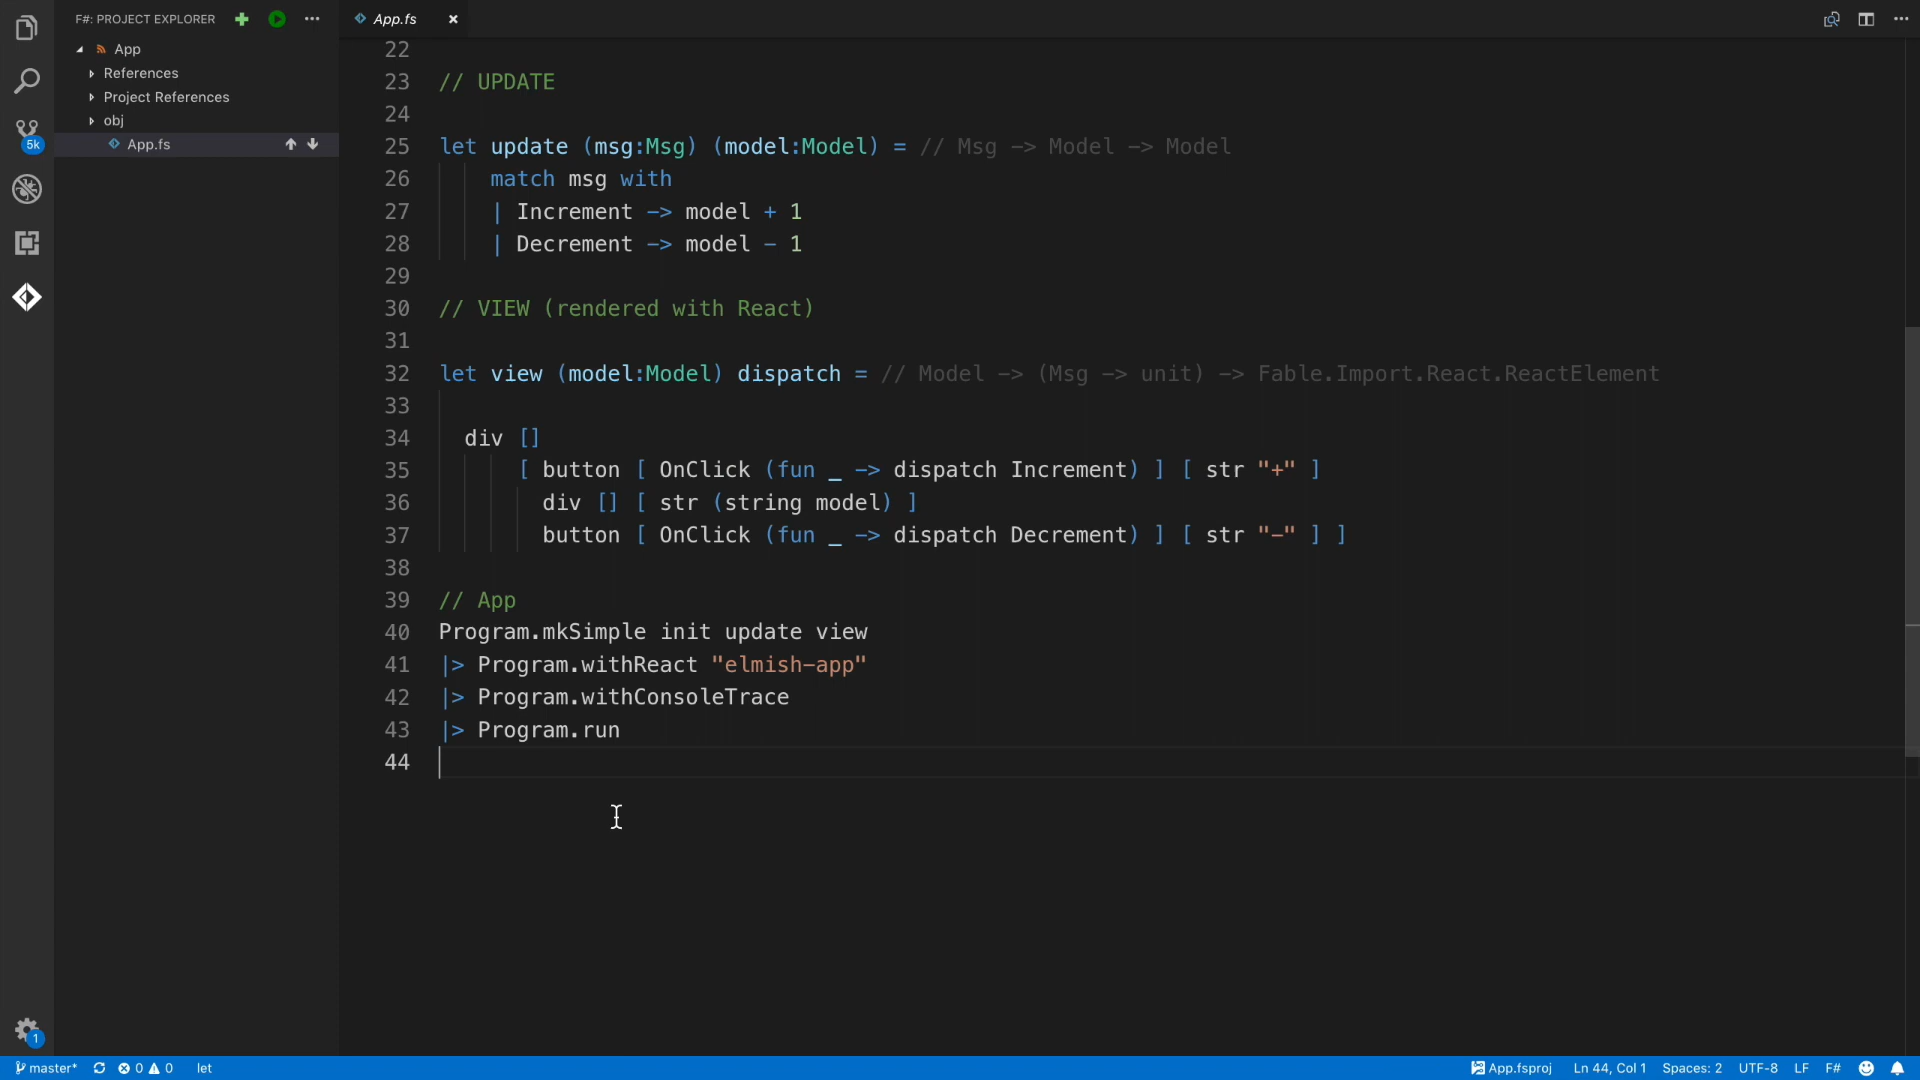 F#: PROJECT EXPLORER
App
References
Project References
obj
App.fs
5k
1
App.fs
22
23 // UPDATE
24
25 let update (msg:Msg) (model:Model) = // Msg -> Model -> Model
26 match msg with
27 | Increment -> model + 1
28 | Decrement -> model - 1
29
30 // VIEW (rendered with React)
31
32 let view (model:Model) dispatch = // Model -> (Msg -> unit) -> Fable.Import.React.ReactElement
33
34 div []
35 [ button [ OnClick (fun _ -> dispatch Increment) ] [ str "+" ]
36 div [] [ str (string model) ]
37 button [ OnClick (fun _ -> dispatch Decrement) ] [ str "-" ] ]
38
39 // App
40 Program.mkSimple init update view
41 |> Program.withReact "elmish-app"
42 |> Program.withConsoleTrace
43 |> Program.run
44
master* 0 0 let App.fsproj Ln 44, Col 1 Spaces: 2 UTF-8 LF F#